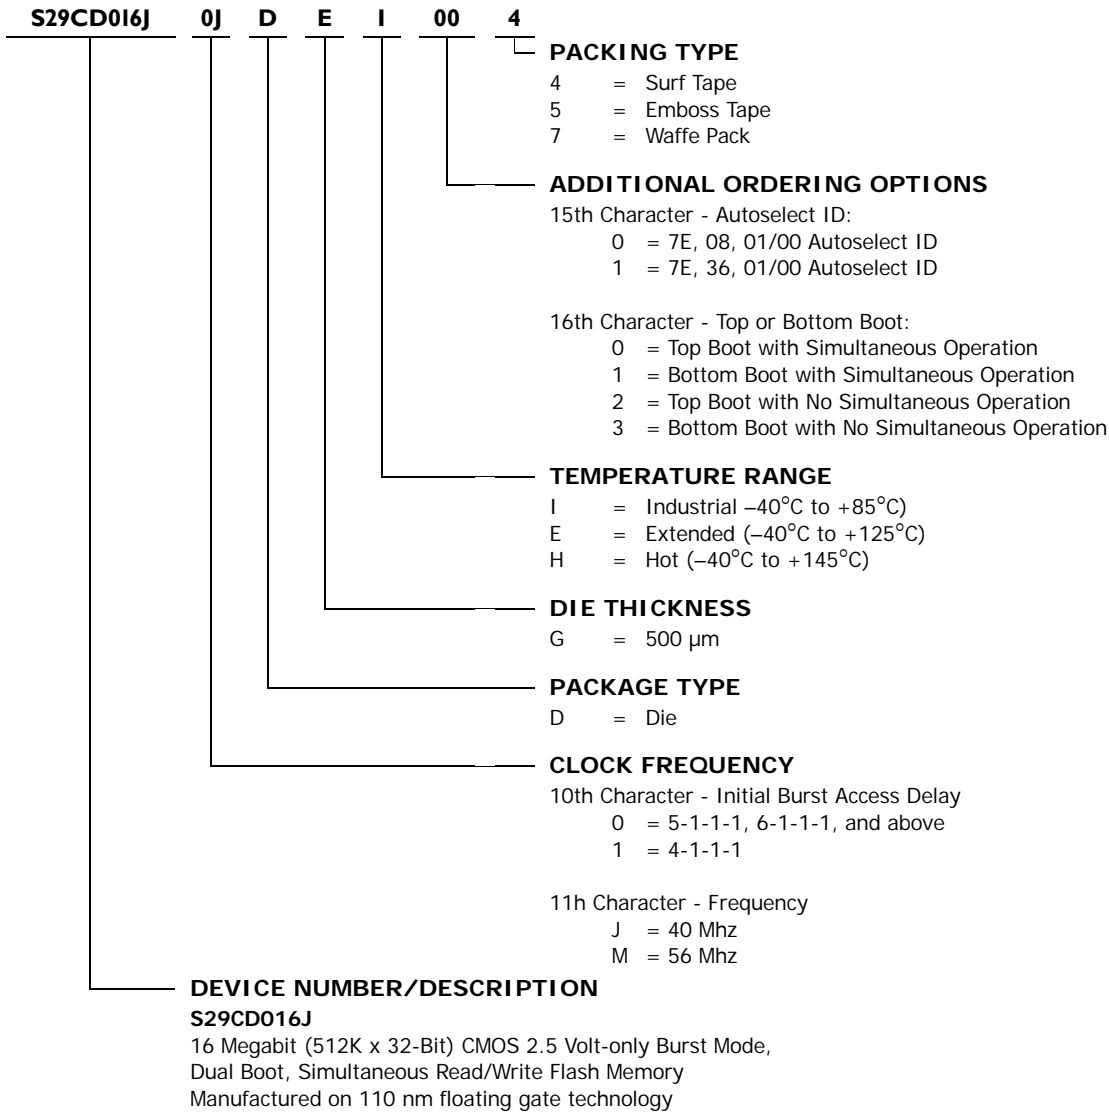 S29CD016J 0J D E I 00 4
PACKING TYPE
4 = Surf Tape
5 = Emboss Tape
7 = Waffe Pack
ADDITIONAL ORDERING OPTIONS
15th Character - Autoselect ID:
0 = 7E, 08, 01/00 Autoselect ID
1 = 7E, 36, 01/00 Autoselect ID
16th Character - Top or Bottom Boot:
0 = Top Boot with Simultaneous Operation
1 = Bottom Boot with Simultaneous Operation
2 = Top Boot with No Simultaneous Operation
3 = Bottom Boot with No Simultaneous Operation
TEMPERATURE RANGE
I = Industrial –40°C to +85°C)
E = Extended (–40°C to +125°C)
H = Hot (–40°C to +145°C)
DIE THICKNESS
G = 500 µm
PACKAGE TYPE
D = Die
CLOCK FREQUENCY
10th Character - Initial Burst Access Delay
0 = 5-1-1-1, 6-1-1-1, and above
1 = 4-1-1-1
11h Character - Frequency
J = 40 Mhz
M = 56 Mhz
DEVICE NUMBER/DESCRIPTION
S29CD016J
16 Megabit (512K x 32-Bit) CMOS 2.5 Volt-only Burst Mode,
Dual Boot, Simultaneous Read/Write Flash Memory
Manufactured on 110 nm floating gate technology